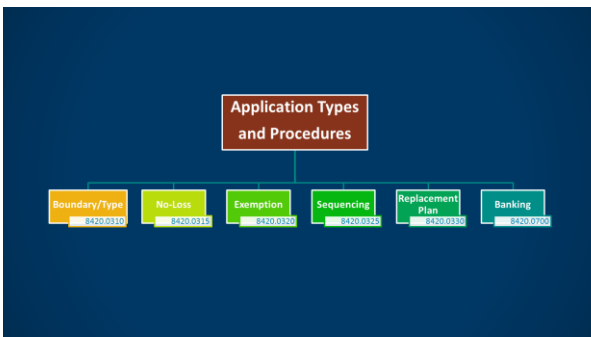 Application Types
and Procedures
Boundary/Type
8420.0310
No-Loss
8420.0315
Exemption
8420.0320
Sequencing
8420.0325
Replacement
Plan
8420.0330
Banking
8420.0700